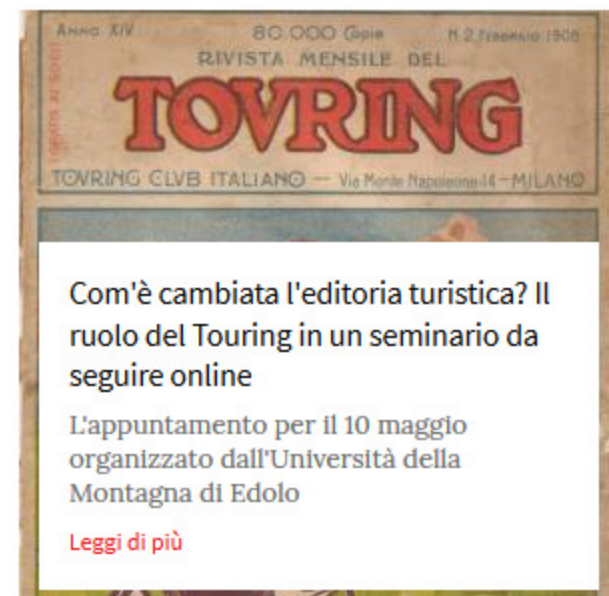 ANNO XIV 80.000 Copie N. 2. Febbraio 1908
RIVISTA MENSILE DEL
TOVRING
TOVRING CLVB ITALIANO — Via Monte Napoleone-14 - MILANO
Com'è cambiata l'editoria turistica? Il
ruolo del Touring in un seminario da
seguire online
L'appuntamento per il 10 maggio
organizzato dall'Università della
Montagna di Edolo
Leggi di più